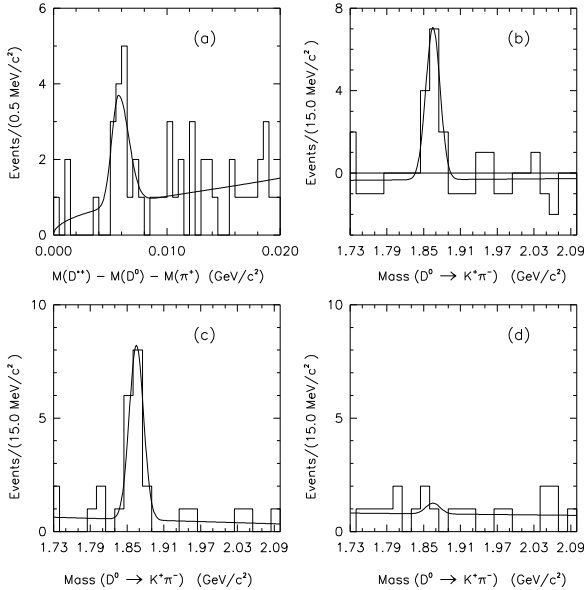 (a)
Events/(0.5 MeV/c²)
6
4
2
0
0.000 0.010 0.020
M(D*⁺) – M(D⁰) – M(π⁺) (GeV/c²)
(b)
Events/(15.0 MeV/c²)
8
4
0
1.73 1.79 1.85 1.91 1.97 2.03 2.09
Mass (D⁰ → K⁺π⁻) (GeV/c²)
(c)
Events/(15.0 MeV/c²)
10
5
0
1.73 1.79 1.85 1.91 1.97 2.03 2.09
Mass (D⁰ → K⁺π⁻) (GeV/c²)
(d)
Events/(15.0 MeV/c²)
10
5
0
1.73 1.79 1.85 1.91 1.97 2.03 2.09
Mass (D⁰ → K⁺π⁻) (GeV/c²)